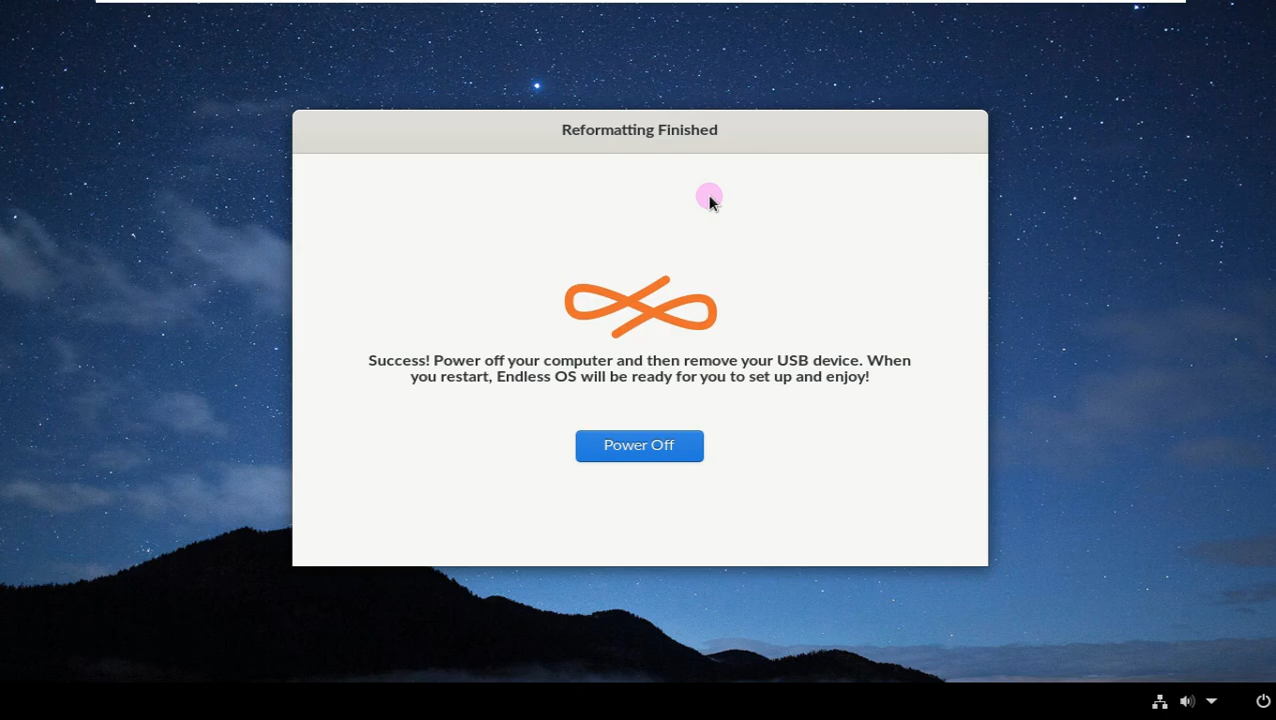 Reformatting Finished
Success! Power off your computer and then remove your USB device. When
you restart, Endless OS will be ready for you to set up and enjoy!
Power Off